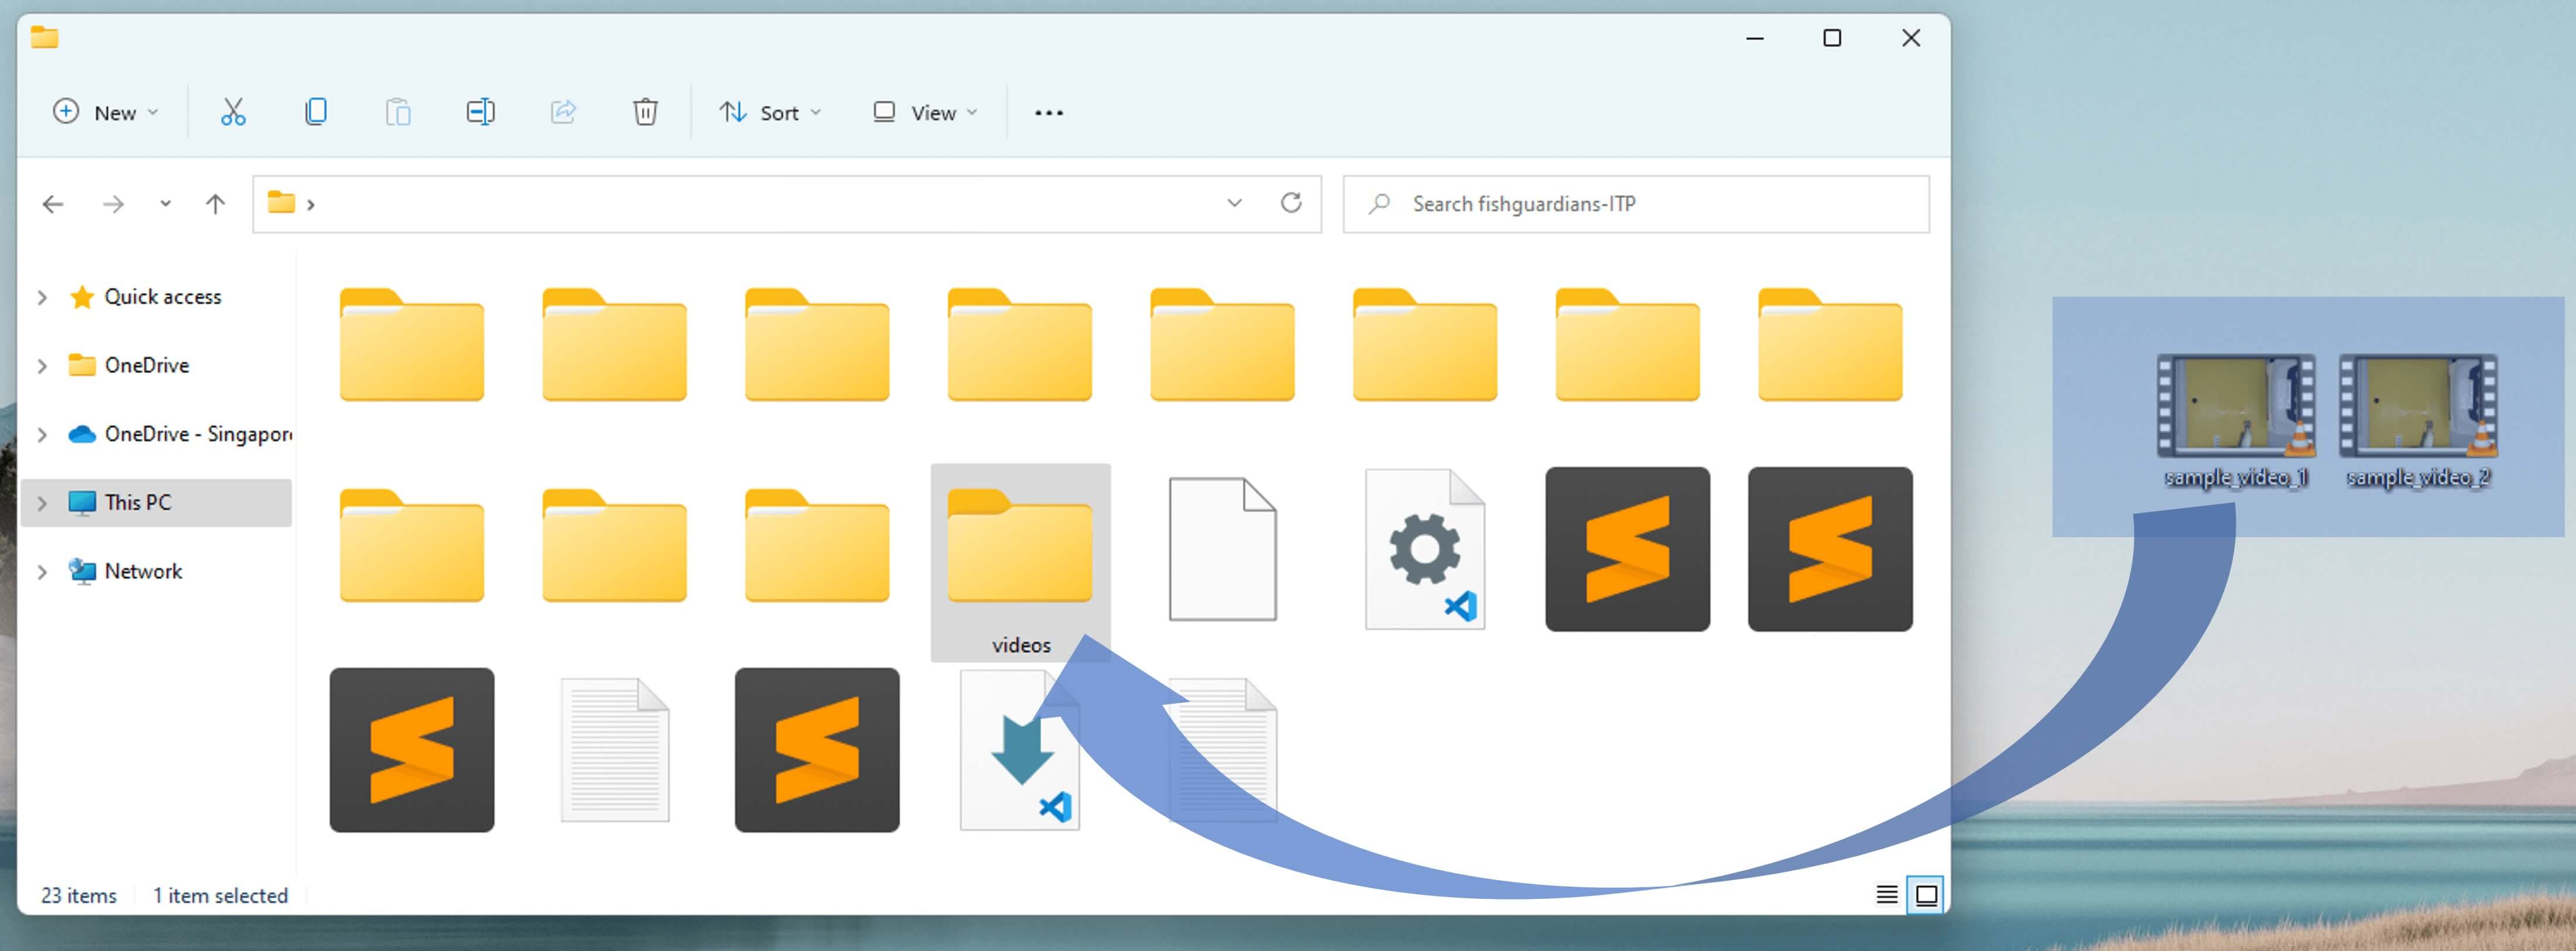 New
Sort
View
Search fishguardians-ITP
Quick access
OneDrive
OneDrive - Singapor
This PC
Network
videos
sample_video_1
sample_video_2
23 items
1 item selected